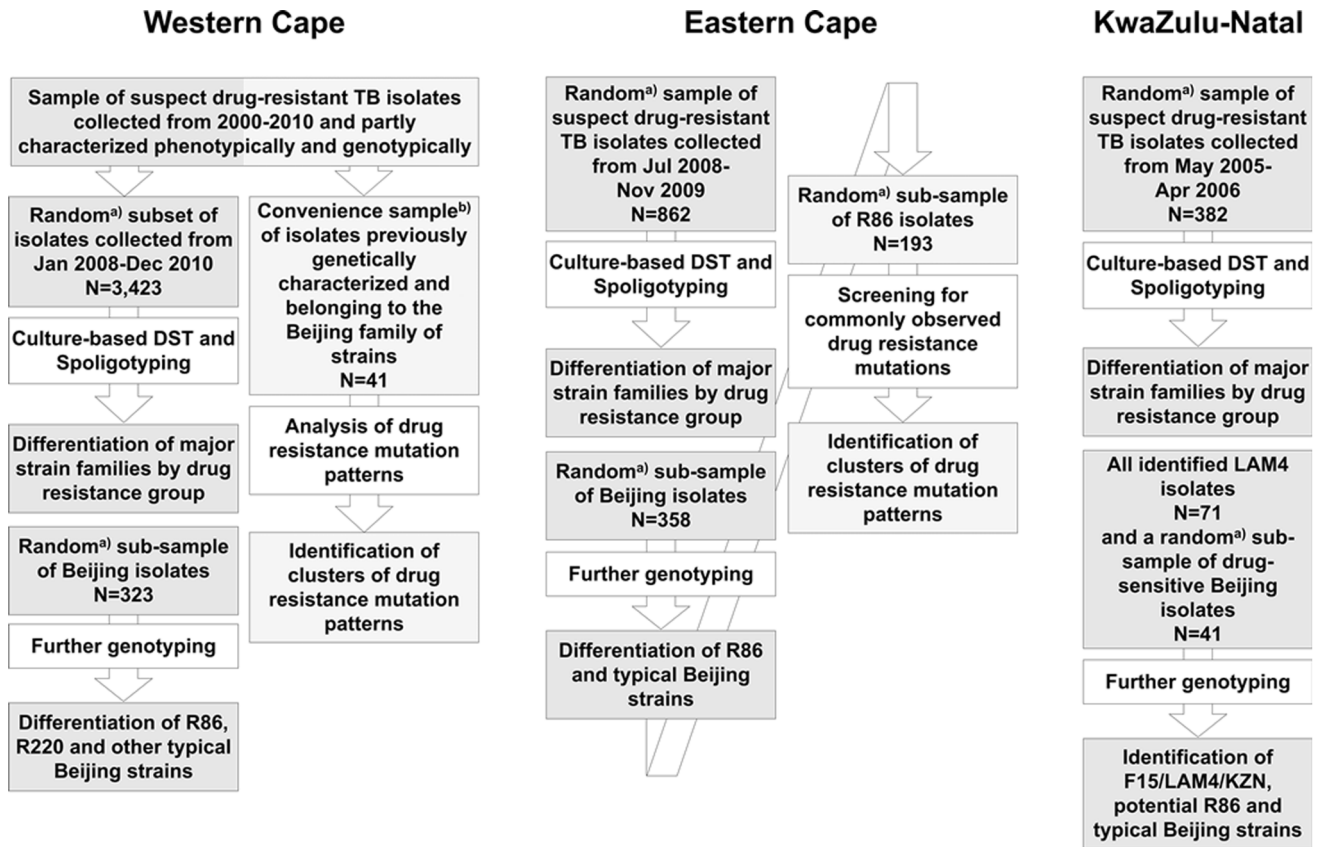 Western Cape
Sample of suspect drug-resistant TB isolates
collected from 2000-2010 and partly
characterized phenotypically and genotypically
Random a) subset of
isolates collected from
Jan 2008-Dec 2010
N=3,423
Culture-based DST and
Spoligotyping
Differentiation of major
strain families by drug
resistance group
Random a) sub-sample
of Beijing isolates
N=323
Further genotyping
Differentiation of R86,
R220 and other typical
Beijing strains
Convenience sample b)
of isolates previously
genetically
characterized and
belonging to the
Beijing family of
strains
N=41
Analysis of drug
resistance mutation
patterns
Identification of
clusters of drug
resistance mutation
patterns
Eastern Cape
Random a) sample of
suspect drug-resistant
TB isolates collected
from Jul 2008-
Nov 2009
N=862
Culture-based DST and
Spoligotyping
Differentiation of major
strain families by drug
resistance group
Random a) sub-sample
of Beijing isolates
N=358
Further genotyping
Differentiation of R86
and typical Beijing
strains
Random a) sub-sample
of R86 isolates
N=193
Screening for
commonly observed
drug resistance
mutations
Identification of
clusters of drug
resistance mutation
patterns
KwaZulu-Natal
Random a) sample of
suspect drug-resistant
TB isolates collected
from May 2005-
Apr 2006
N=382
Culture-based DST and
Spoligotyping
Differentiation of major
strain families by drug
resistance group
All identified LAM4
isolates
N=71
and a random a) sub-
sample of drug-
sensitive Beijing
isolates
N=41
Further genotyping
Identification of
F15/LAM4/KZN,
potential R86 and
typical Beijing strains